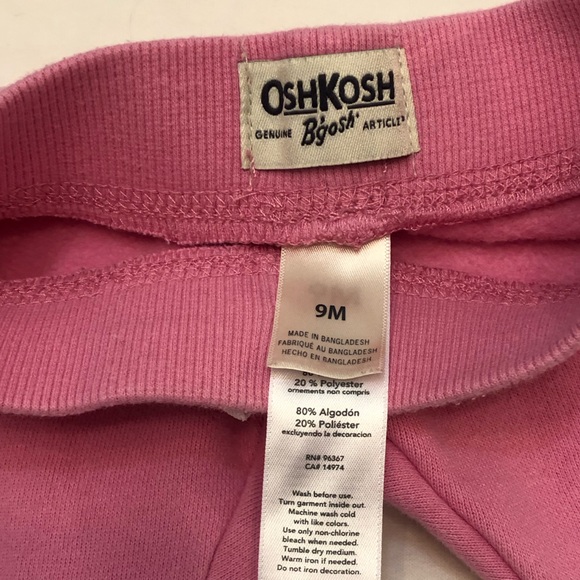 OSHKOSH
GENUINE B'gosh ARTICLE
9M
MADE IN BANGLADESH
FABRIQUE AU BANGLADESH
HECHO EN BANGLADESH
20 % Polyester
ornements non compris
80% Algodón
20% Poliéster
excluyendo la decoracion
RN# 96367
CA# 14974
Wash before use.
Turn garment inside out.
Machine wash cold
with like colors.
Use only non-chlorine
bleach when needed.
Tumble dry medium.
Warm iron if needed.
Do not iron decoration.